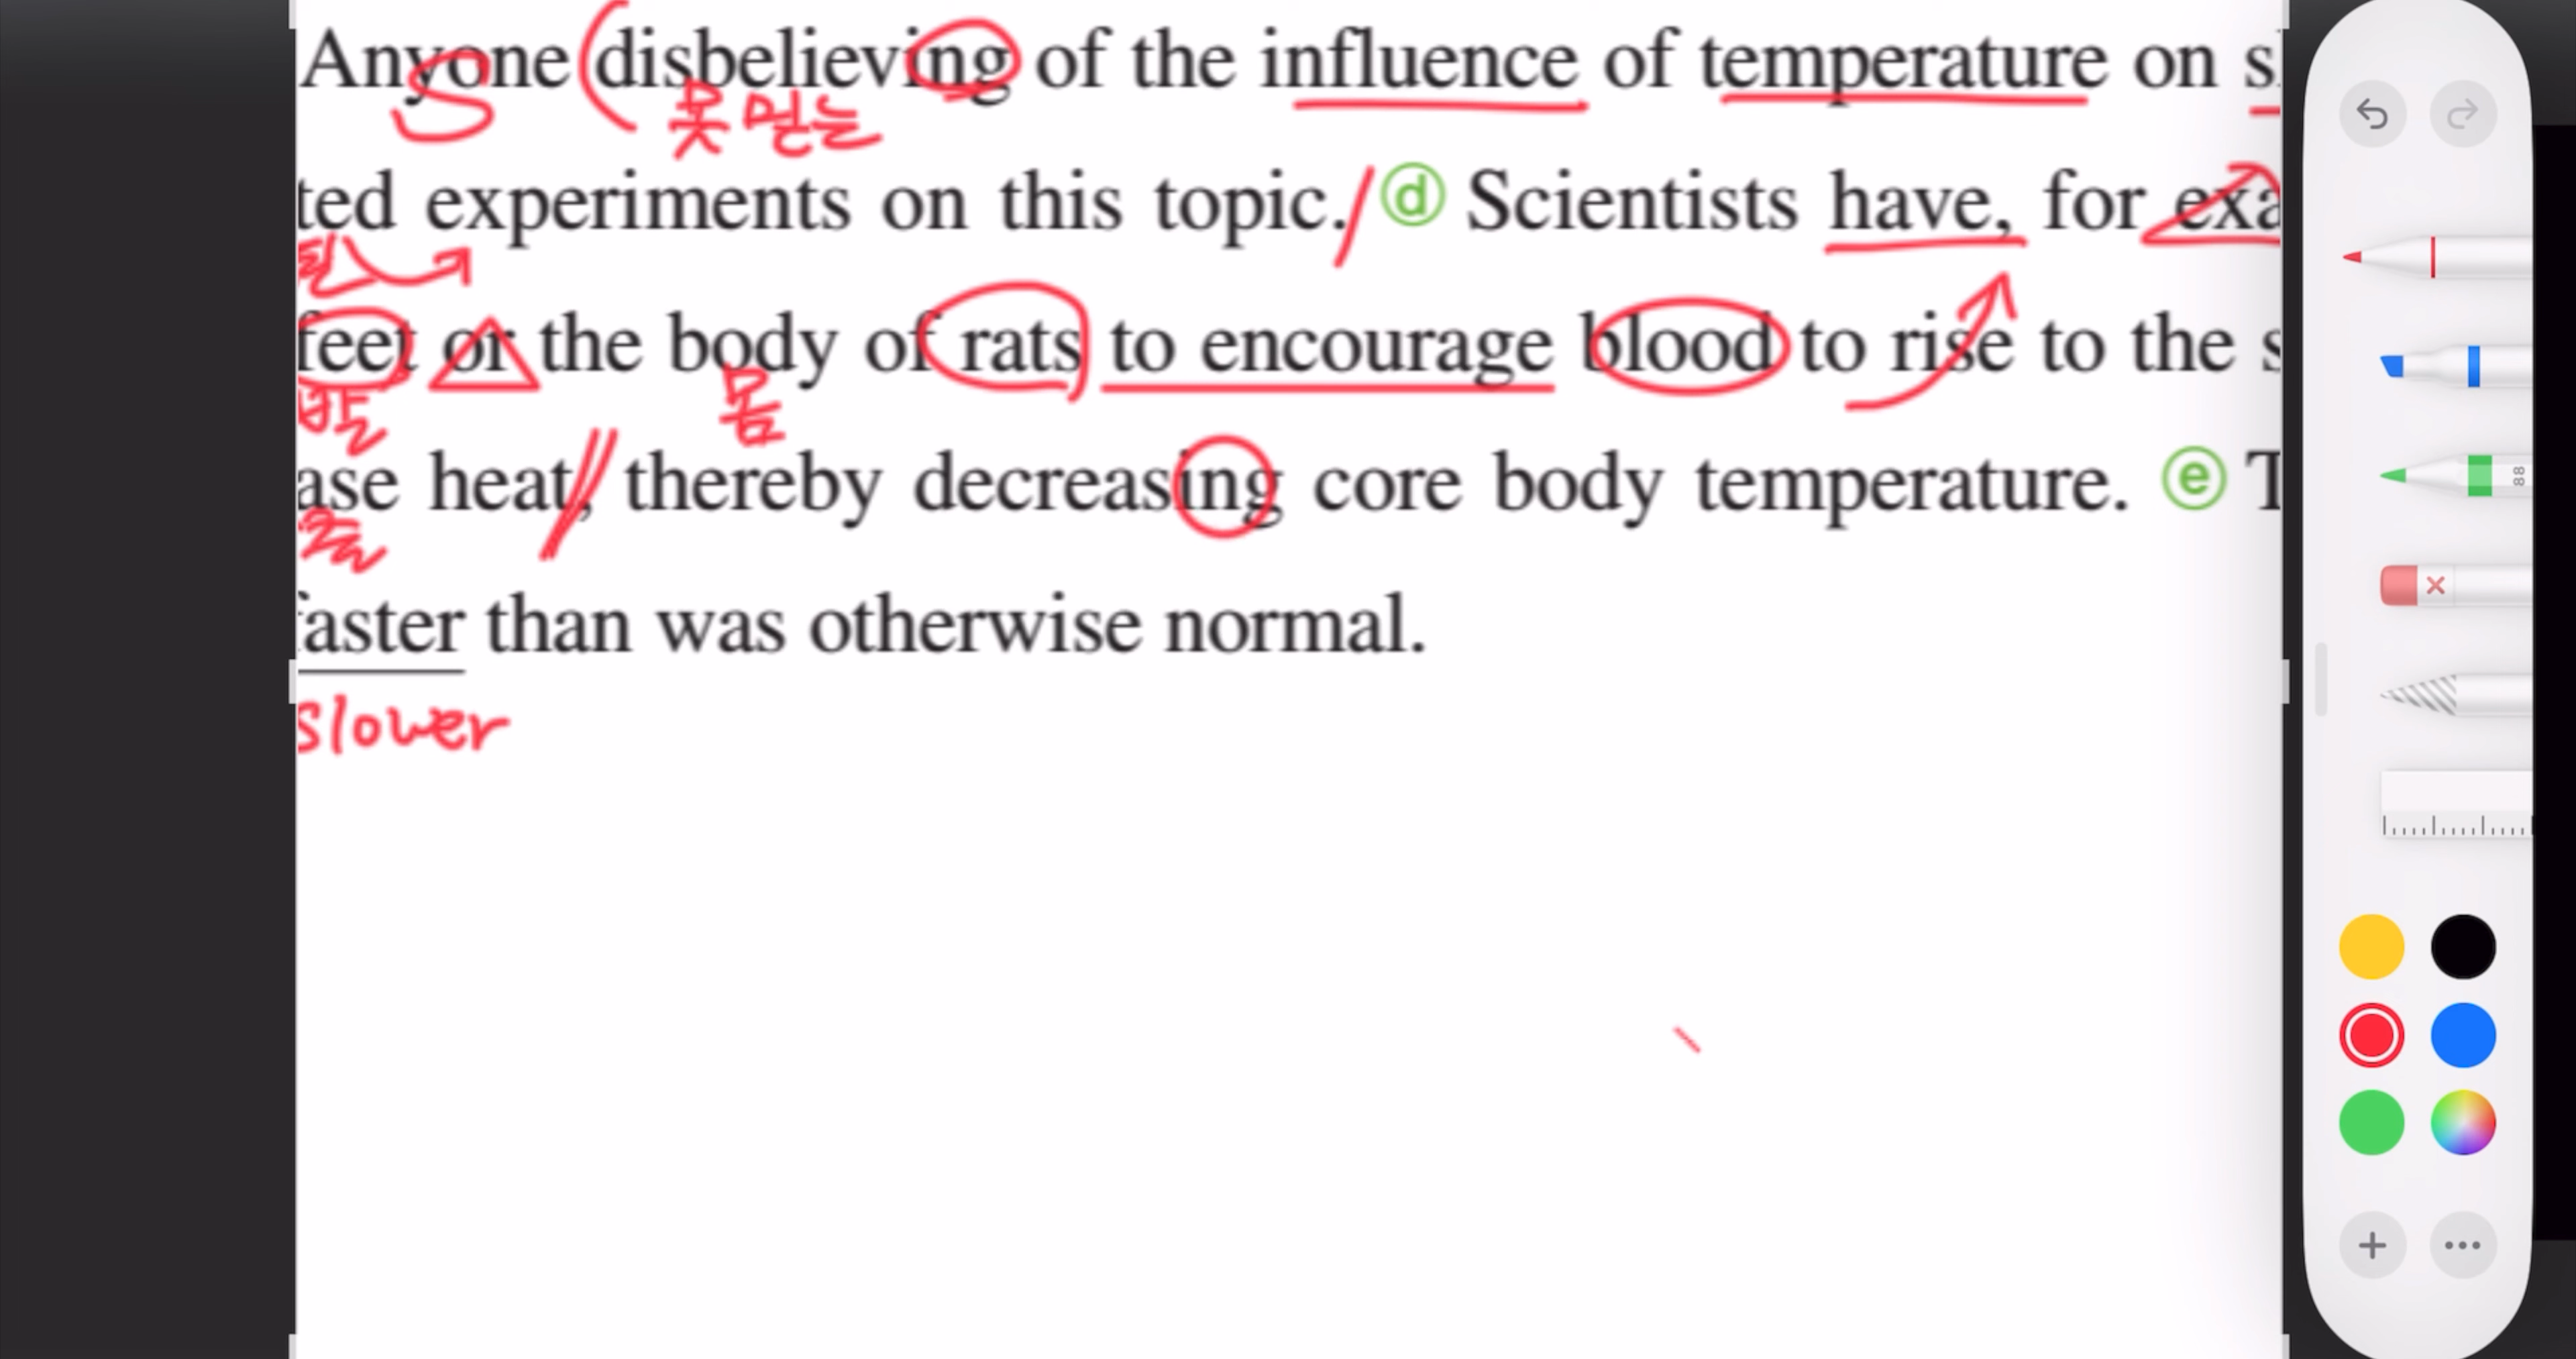 Anyone disbelieving of the influence of temperature on
S
못 믿는
ted experiments on this topic. ⓓ Scientists have, for exa
feet or the body of rats to encourage blood to rise to the s
발
몸
ase heat, thereby decreasing core body temperature. ⓔ T
faster than was otherwise normal.
slower
88